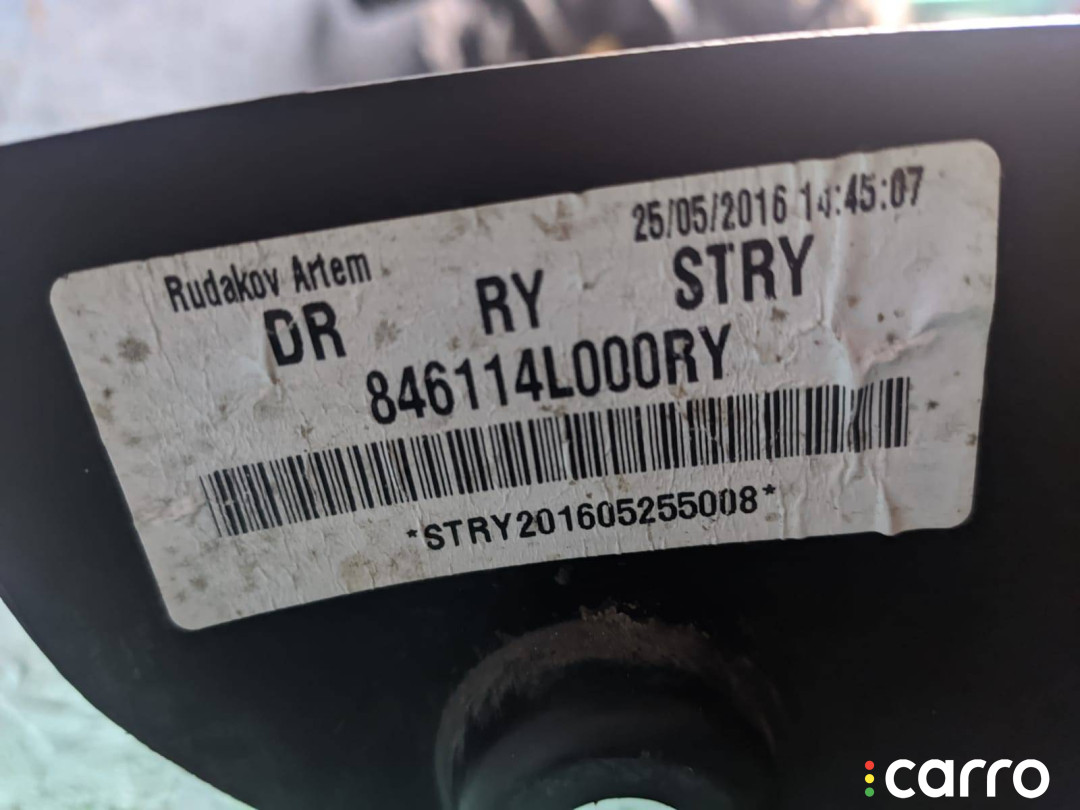 Rudakov Artem 25/05/2016 14:45:07
DR RY STRY
846114L000RY
*STRY201605255008*
carro